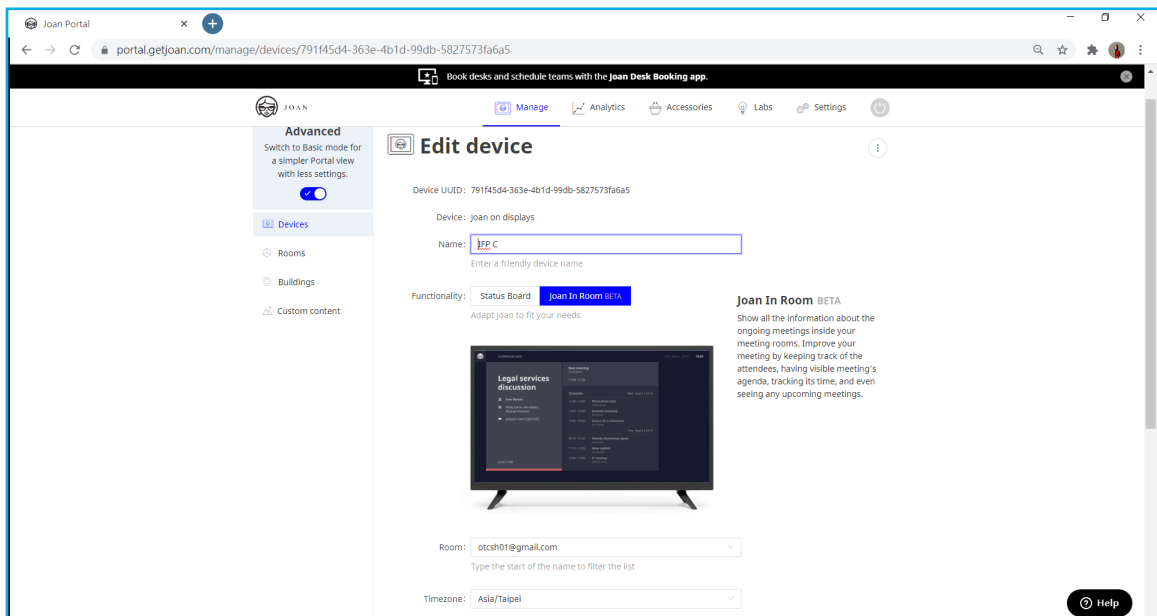 Joan Portal
portal.getjoan.com/manage/devices/791f45d4-363e-4b1d-99db-5827573fa6a5
Book desks and schedule teams with the Joan Desk Booking app.
JOAN
Manage
Analytics
Accessories
Labs
Settings
Advanced
Switch to Basic mode for
a simpler Portal view
with less settings.
Devices
Rooms
Buildings
Custom content
Edit device
Device UUID: 791f45d4-363e-4b1d-99db-5827573fa6a5
Device: Joan on displays
Name: IFP C
Enter a friendly device name
Functionality: Status Board Joan In Room BETA
Adapt Joan to fit your needs
Legal services
discussion
Joan In Room BETA
Show all the information about the
ongoing meetings inside your
meeting rooms. Improve your
meeting by keeping track of the
attendees, having visible meeting's
agenda, tracking its time, and even
seeing any upcoming meetings.
Room: otcsh01@gmail.com
Type the start of the name to filter the list
Timezone: Asia/Taipei
Help